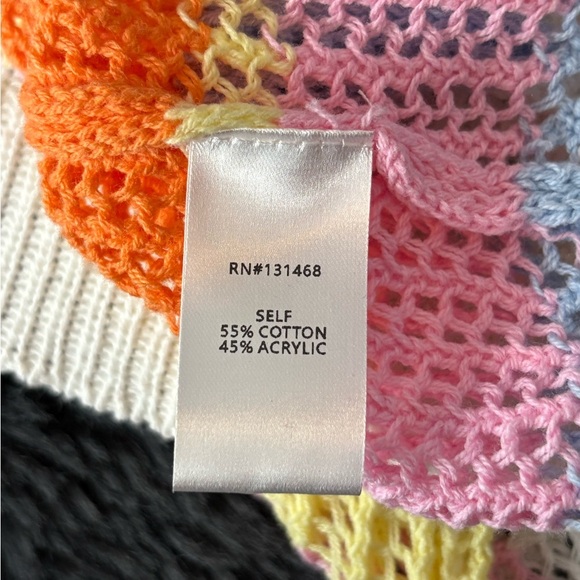 RN#131468
SELF
55% COTTON
45% ACRYLIC